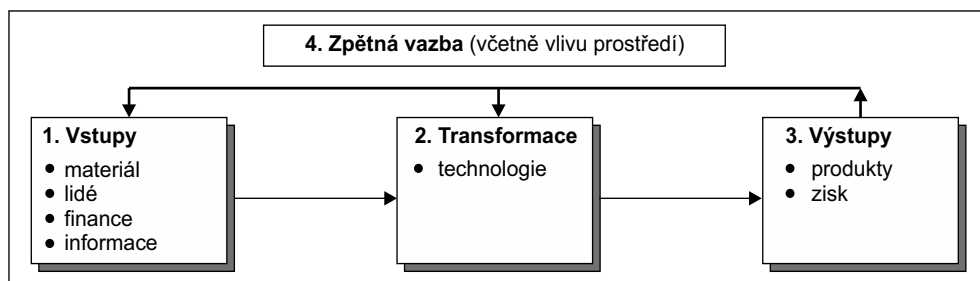 4. Zpětná vazba (včetně vlivu prostředí)
1. Vstupy
● materiál
● lidé
● finance
● informace
2. Transformace
● technologie
3. Výstupy
● produkty
● zisk